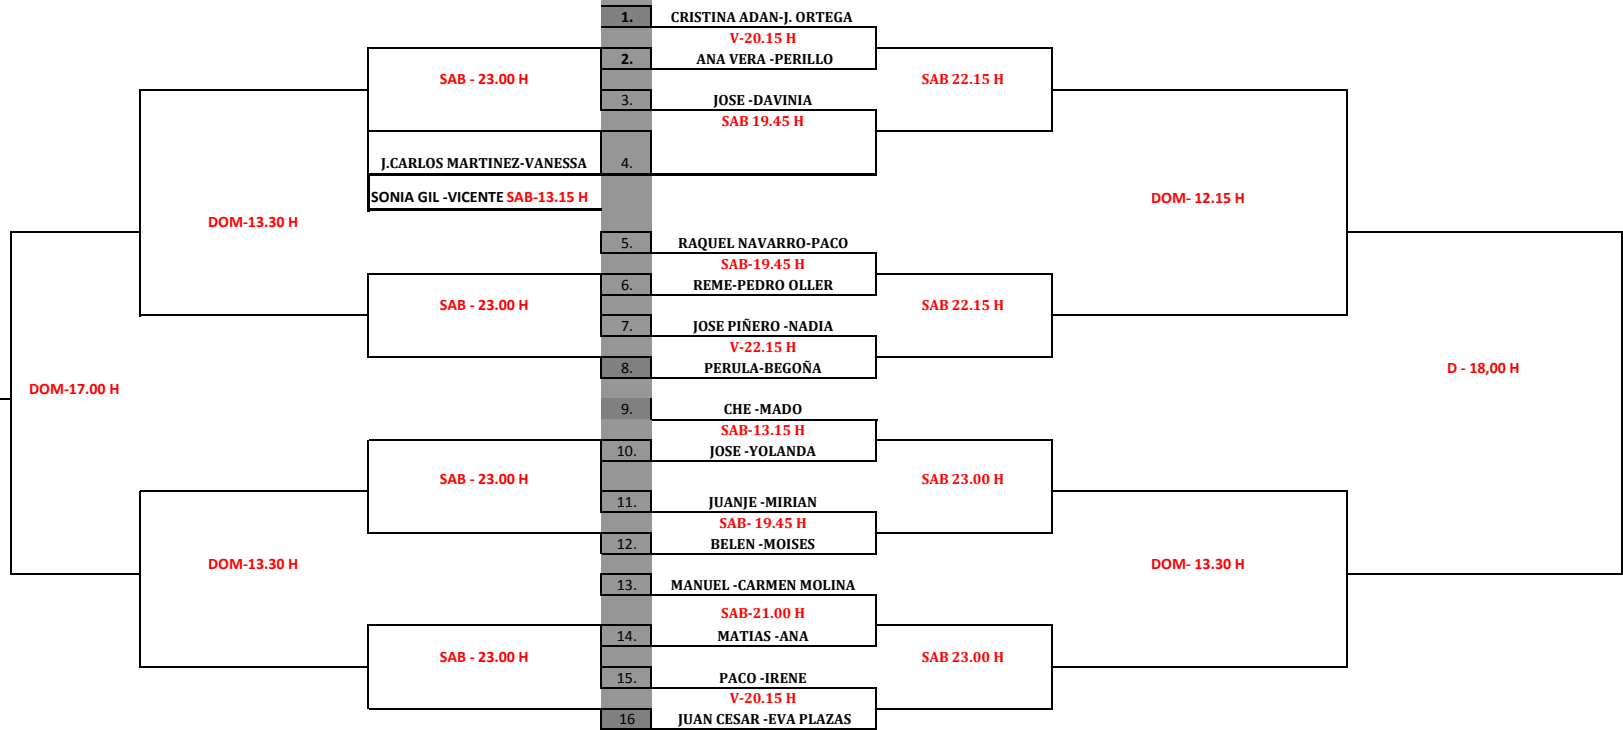 1. CRISTINA ADAN-J. ORTEGA
V-20.15 H
2. ANA VERA -PERILLO
SAB - 23.00 H
SAB 22.15 H
3. JOSE -DAVINIA
SAB 19.45 H
J.CARLOS MARTINEZ-VANESSA 4.
SONIA GIL -VICENTE SAB-13.15 H
DOM- 12.15 H
DOM-13.30 H
5. RAQUEL NAVARRO-PACO
SAB-19.45 H
6. REME-PEDRO OLLER
SAB - 23.00 H
SAB 22.15 H
7. JOSE PIÑERO -NADIA
V-22.15 H
8. PERULA-BEGOÑA
DOM-17.00 H
D - 18,00 H
9. CHE -MADO
SAB-13.15 H
10. JOSE -YOLANDA
SAB - 23.00 H
SAB 23.00 H
11. JUANJE -MIRIAN
SAB- 19.45 H
12. BELEN -MOISES
DOM-13.30 H
DOM- 13.30 H
13. MANUEL -CARMEN MOLINA
SAB-21.00 H
14. MATIAS -ANA
SAB - 23.00 H
SAB 23.00 H
15. PACO -IRENE
V-20.15 H
16 JUAN CESAR -EVA PLAZAS